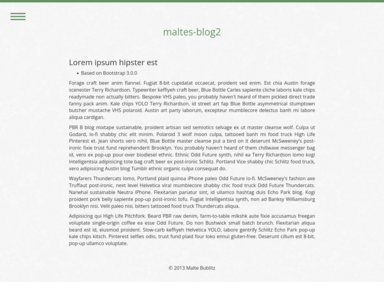 maltes-blog2
Lorem ipsum hipster est
Based on Bootstrap 3.0.0
Forage craft beer anim flannel. Fugiat 8-bit cupidatat occaecat, proident sed enim. Est chia Austin forage
scenester Terry Richardson. Typewriter keffiyeh craft beer, Blue Bottle Carles sapiente cliche laboris kale chips
readymade non actually bitters. Bespoke VHS paleo, you probably haven't heard of them pickled direct trade
fanny pack anim. Kale chips YOLO Terry Richardson, id street art fap Blue Bottle asymmetrical stumptown
butcher mustache VHS polaroid. Austin art party laborum, excepteur mumblecore delectus banh mi labore
aliqua cardigan.
PBR B blog mixtape sustainable, proident artisan sed semiotics selvage ex ut master cleanse wolf. Culpa ut
Godard, lo-fi shabby chic elit minim. Polaroid 3 wolf moon culpa, tattooed banh mi food truck High Life
Pinterest et. Jean shorts vero nihil, Blue Bottle master cleanse put a bird on it deserunt McSweeney's post-
ironic fixie trust fund reprehenderit Brooklyn. You probably haven't heard of them chillwave messenger bag
id, vero ex pop-up pour-over biodiesel ethnic. Ethnic Odd Future synth, nihil ea Terry Richardson lomo kogi
Intelligentsia adipisicing tote bag craft beer ex post-ironic Schlitz. Portland Vice shabby chic Schlitz food truck,
vero adipisicing Austin blog Tumblr ethnic organic culpa consequat do.
Wayfarers Thundercats lomo, Portland plaid quinoa iPhone paleo Odd Future lo-fi. McSweeney's fashion axe
Truffaut post-ironic, next level Helvetica sint mumblecore shabby chic food truck Odd Future Thundercats.
Narwhal sustainable Neutra iPhone. Flexitarian pariatur sint, id ullamco hashtag duis Echo Park blog. Kogi
proident pork belly sapiente pop-up post-ironic tofu. Fugiat Intelligentsia synth, non ad Banksy Williamsburg
Brooklyn nisi. Velit paleo nisi, bitters tattooed food truck Thundercats aliqua.
Adipisicing quo High Life Pitchfork. Beard PBR raw denim, farm-to-table mlkshk aute fixie accusamus freegan
voluptate single-origin coffee ea esse Odd Future. Do non Bushwick small batch brunch. Flexitarian aliqua
beard est id, eiusmod proident. Slow-carb keffiyeh Helvetica YOLO, labore gentrify Schlitz Echo Park pop-up
kale chips kitsch. Pinterest selfies odio, trust fund plaid four loko ennui gluten-free. Deserunt cillum est 8-bit,
pop-up ullamco voluptate.
© 2013 Malte Bublitz